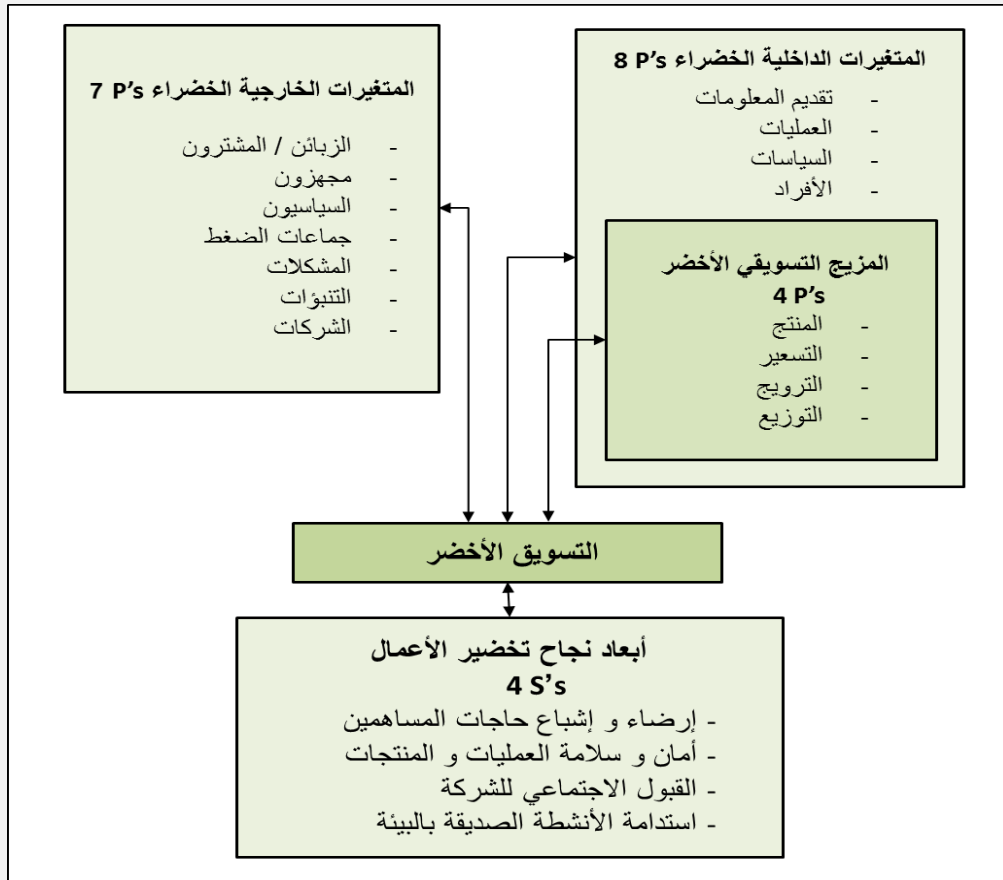 المتغيرات الداخلية الخضراء 8 P's
- تقديم المعلومات
- العمليات
- السياسات
- الأفراد
المزيج التسويقي الأخضر
4 P's
- المنتج
- التسعير
- الترويج
- التوزيع
المتغيرات الخارجية الخضراء 7 P's
- الزبائن / المشترون
- مجهزون
- السياسيون
- جماعات الضغط
- المشكلات
- التنبؤات
- الشركات
التسويق الأخضر
أبعاد نجاح تخضير الأعمال
4 S's
- إرضاء و إشباع حاجات المساهمين
- أمان و سلامة العمليات و المنتجات
- القبول الاجتماعي للشركة
- استدامة الأنشطة الصديقة بالبيئة